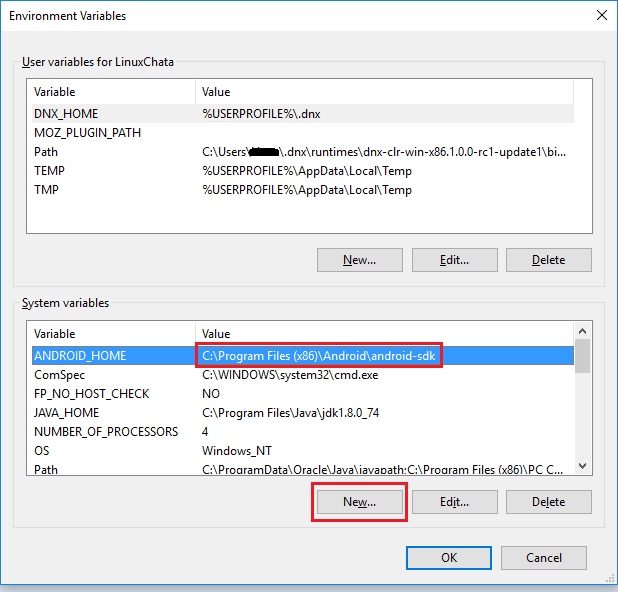 Environment Variables
User variables for LinuxChata
Variable Value
DNX_HOME %USERPROFILE%\.dnx
MOZ_PLUGIN_PATH
Path C:\Users\ \.dnx\runtimes\dnx-clr-win-x86.1.0.0-rc1-update1\bi...
TEMP %USERPROFILE%\AppData\Local\Temp
TMP %USERPROFILE%\AppData\Local\Temp
New... Edit... Delete
System variables
Variable Value
ANDROID_HOME C:\Program Files (x86)\Android\android-sdk
ComSpec C:\WINDOWS\system32\cmd.exe
FP_NO_HOST_CHECK NO
JAVA_HOME C:\Program Files\Java\jdk1.8.0_74
NUMBER_OF_PROCESSORS 4
OS Windows_NT
Path C:\ProgramData\Oracle\Java\javapath;C:\Program Files (x86)\PC C...
New... Edit... Delete
OK Cancel